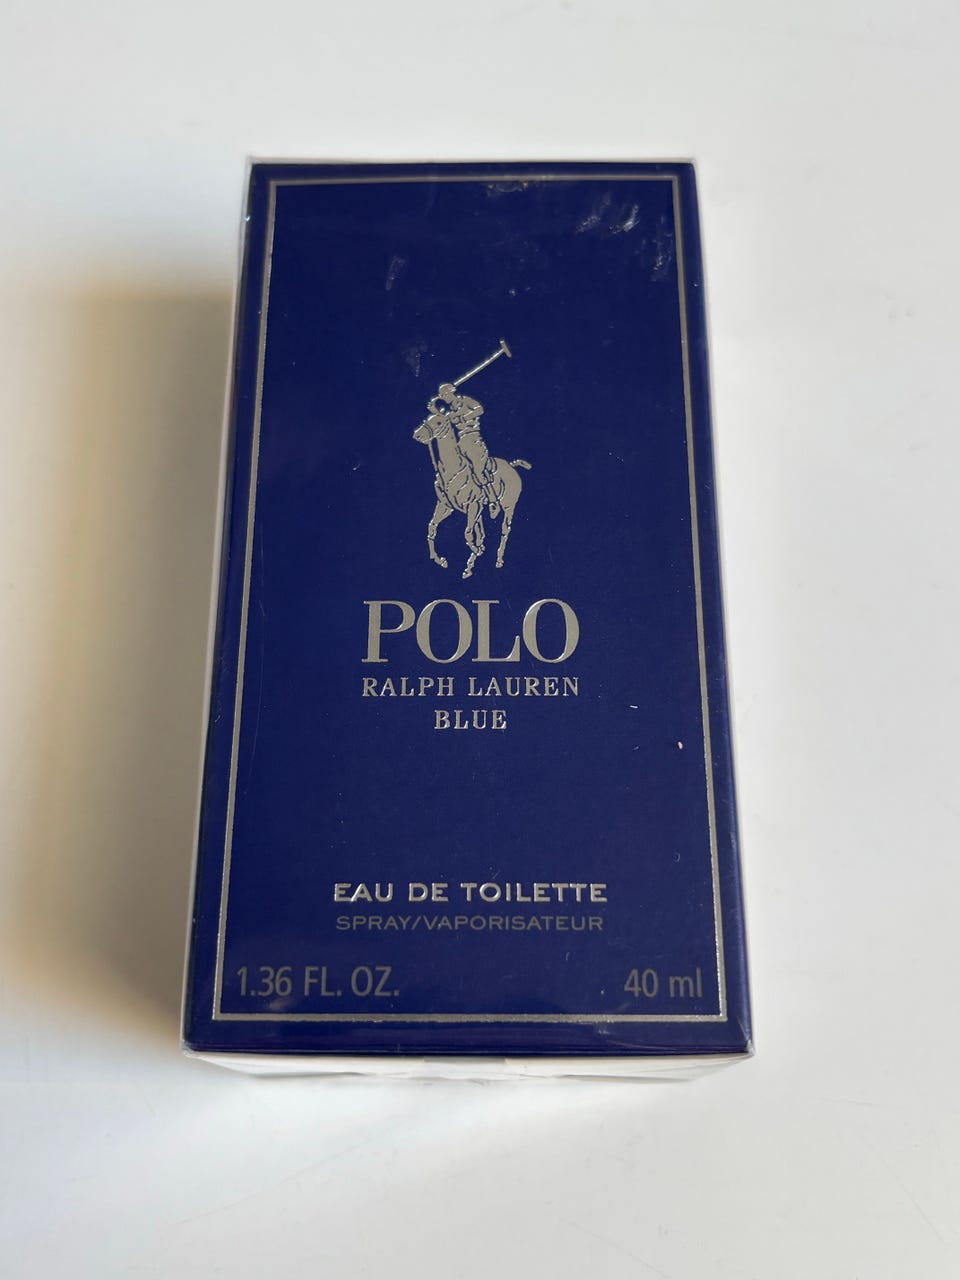 POLO
RALPH LAUREN
BLUE
EAU DE TOILETTE
SPRAY/VAPORISATEUR
1.36 FL. OZ. 40 ml